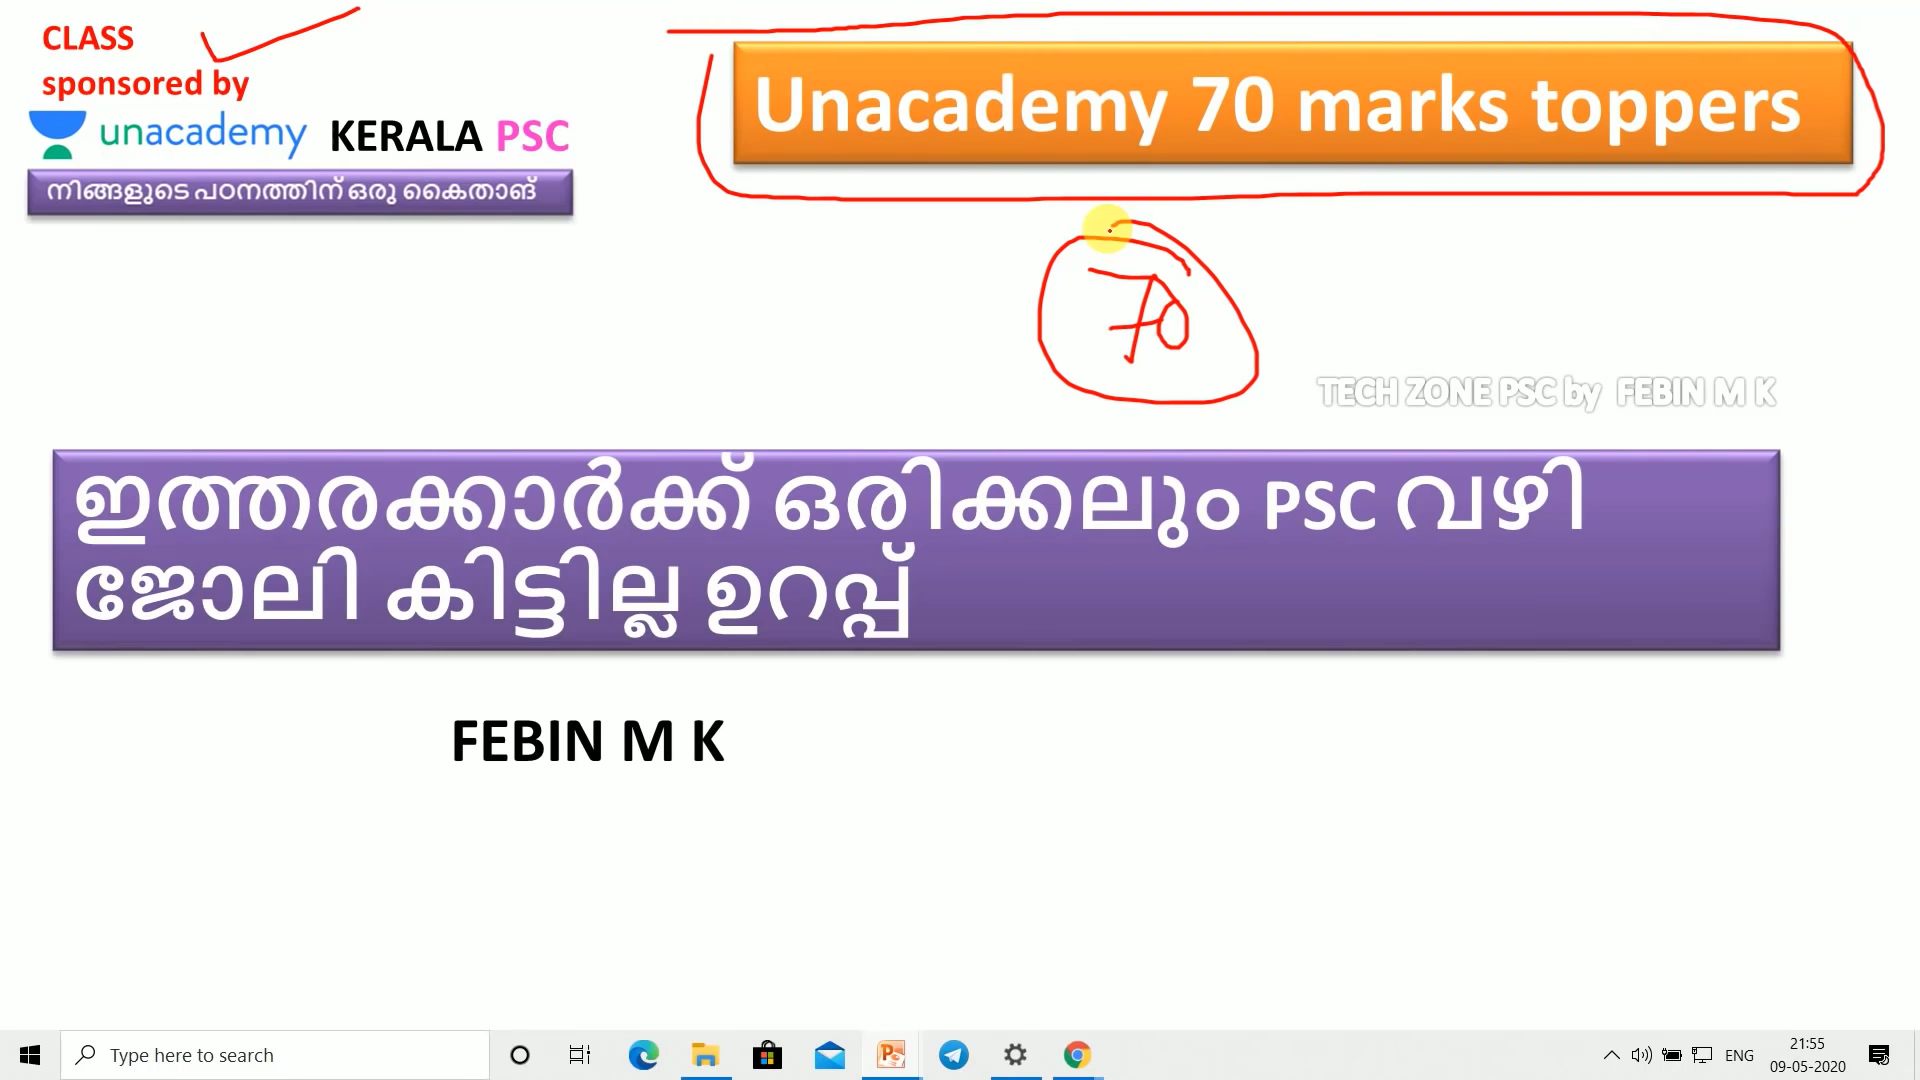 CLASS
sponsored by
unacademy KERALA PSC
നിങ്ങളുടെ പഠനത്തിന് ഒരു കൈതാങ്
Unacademy 70 marks toppers
70
TECH ZONE PSC by FEBIN M K
ഇത്തരക്കാർക്ക് ഒരിക്കലും PSC വഴി
ജോലി കിട്ടില്ല ഉറപ്പ്
FEBIN M K
Type here to search
ENG
21:55
09-05-2020